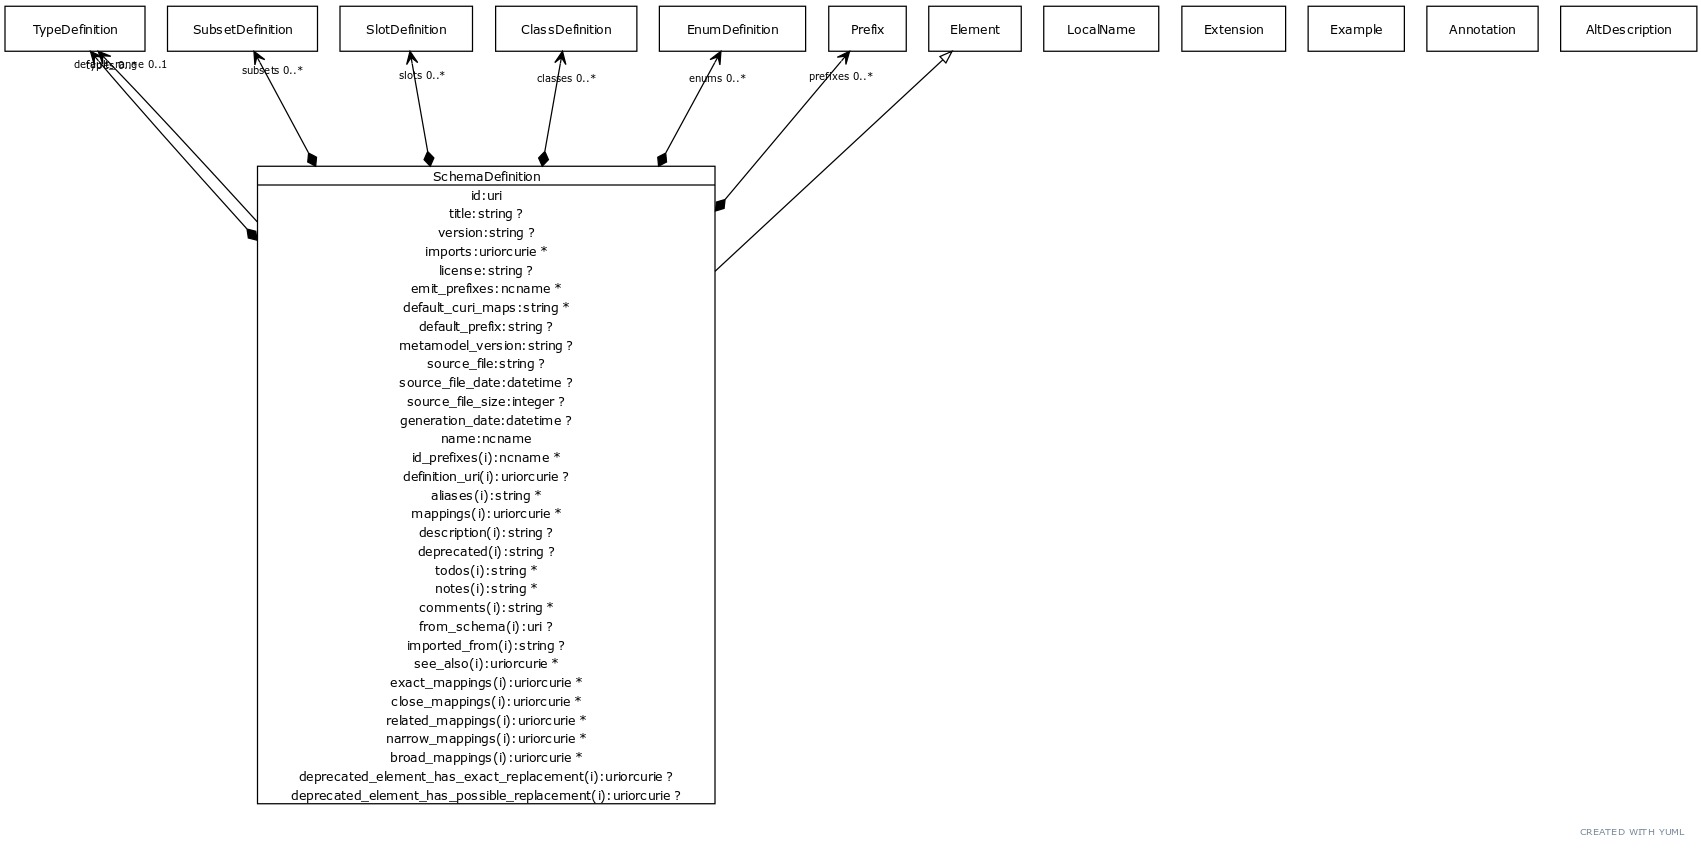 TypeDefinition
SubsetDefinition
SlotDefinition
ClassDefinition
EnumDefinition
Prefix
Element
LocalName
Extension
Example
Annotation
AltDescription
0..1
subsets 0..*
slots 0..*
classes 0..*
enums 0..*
prefixes 0..*
SchemaDefinition
id:uri
title:string ?
version:string ?
imports:uriorcurie *
license:string ?
emit_prefixes:ncname *
default_curi_maps:string *
default_prefix:string ?
metamodel_version:string ?
source_file:string ?
source_file_date:datetime ?
source_file_size:integer ?
generation_date:datetime ?
name:ncname
id_prefixes(i):ncname *
definition_uri(i):uriorcurie ?
aliases(i):string *
mappings(i):uriorcurie *
description(i):string ?
deprecated(i):string ?
todos(i):string *
notes(i):string *
comments(i):string *
from_schema(i):uri ?
imported_from(i):string ?
see_also(i):uriorcurie *
exact_mappings(i):uriorcurie *
close_mappings(i):uriorcurie *
related_mappings(i):uriorcurie *
narrow_mappings(i):uriorcurie *
broad_mappings(i):uriorcurie *
deprecated_element_has_exact_replacement(i):uriorcurie ?
deprecated_element_has_possible_replacement(i):uriorcurie ?
CREATED WITH YUML